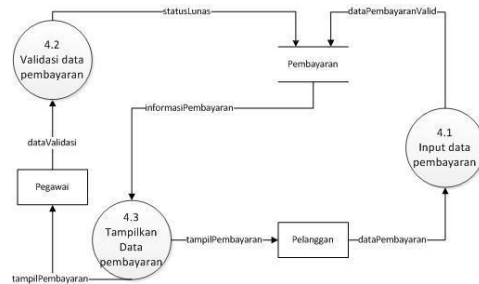 statusLunas
dataPembayaranValid
4.2
Validasi data
pembayaran
Pembayaran
informasiPembayaran
4.1
Input data
pembayaran
dataValidasi
Pegawai
4.3
Tampilkan
Data
pembayaran
tampilPembayaran
Pelanggan
dataPembayaran
tampilPembayaran